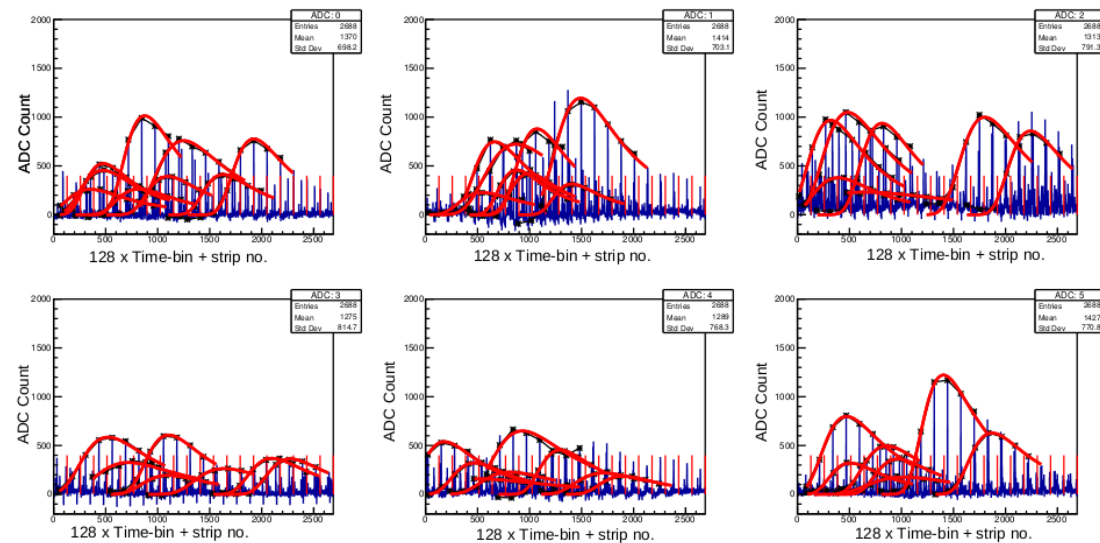 ADC: 0
Entries 2688
Mean 1370
Std Dev 698.2
2000
1500
1000
500
0
ADC Count
0 500 1000 1500 2000 2500
128 x Time-bin + strip no.
ADC: 1
Entries 2688
Mean 1414
Std Dev 703.1
2000
1500
1000
500
0
ADC Count
0 500 1000 1500 2000 2500
128 x Time-bin + strip no.
ADC: 2
Entries 2688
Mean 1313
Std Dev 791.3
2000
1500
1000
500
0
ADC Count
0 500 1000 1500 2000 2500
128 x Time-bin + strip no.
ADC: 3
Entries 2688
Mean 1275
Std Dev 814.7
2000
1500
1000
500
0
ADC Count
0 500 1000 1500 2000 2500
128 x Time-bin + strip no.
ADC: 4
Entries 2688
Mean 1289
Std Dev 768.3
2000
1500
1000
500
0
ADC Count
0 500 1000 1500 2000 2500
128 x Time-bin + strip no.
ADC: 5
Entries 2688
Mean 1427
Std Dev 770.8
2000
1500
1000
500
0
ADC Count
0 500 1000 1500 2000 2500
128 x Time-bin + strip no.